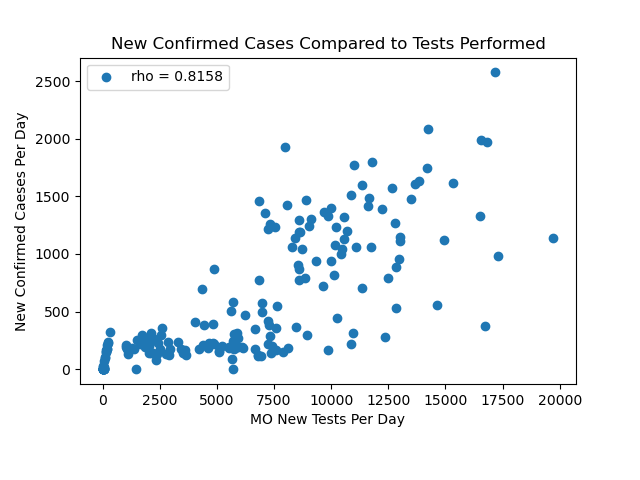 New Confirmed Cases Compared to Tests Performed
rho = 0.8158
New Confirmed Caeses Per Day
2500
2000
1500
1000
500
0
0 2500 5000 7500 10000 12500 15000 17500 20000
MO New Tests Per Day